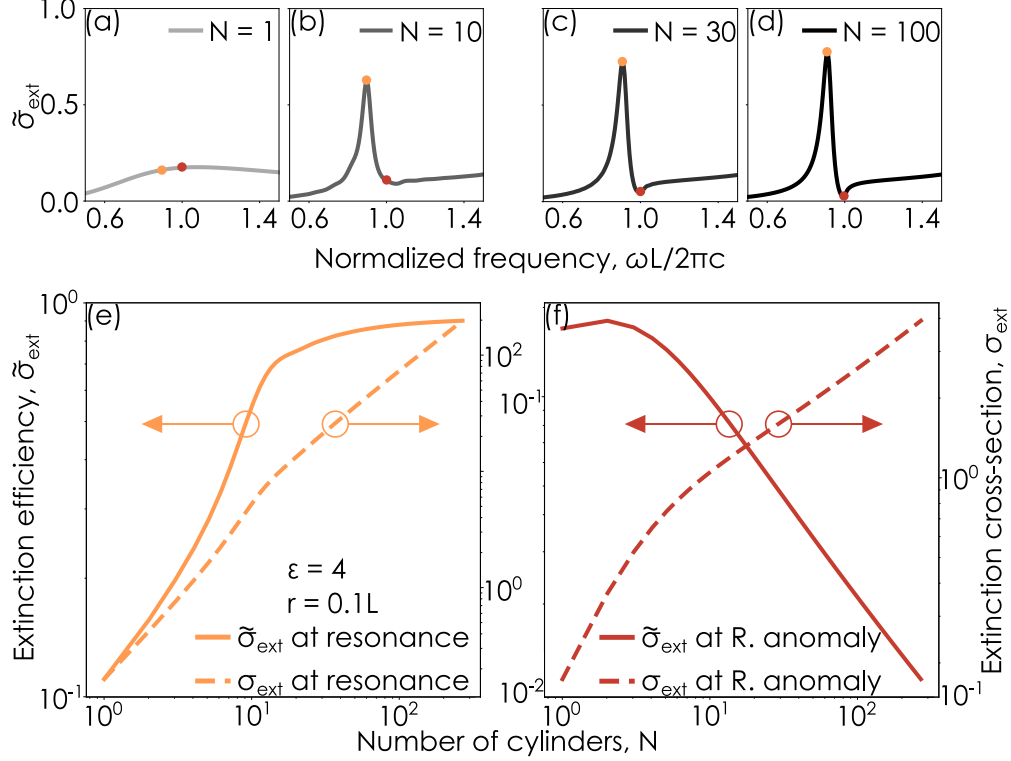 (a) N = 1
(b) N = 10
(c) N = 30
(d) N = 100
1.0
0.5
0.0
σ̃ext
0.6 1.0 1.4
0.6 1.0 1.4
0.6 1.0 1.4
0.6 1.0 1.4
Normalized frequency, ωL/2πc
(e)
Extinction efficiency, σ̃ext
10⁰
10⁻¹
10²
10⁰
ε = 4
r = 0.1L
σ̃ext at resonance
σext at resonance
10⁰ 10¹ 10²
(f)
10⁻¹
10⁻²
10⁰
10⁻¹
Extinction cross-section, σext
σ̃ext at R. anomaly
σext at R. anomaly
10⁰ 10¹ 10²
Number of cylinders, N